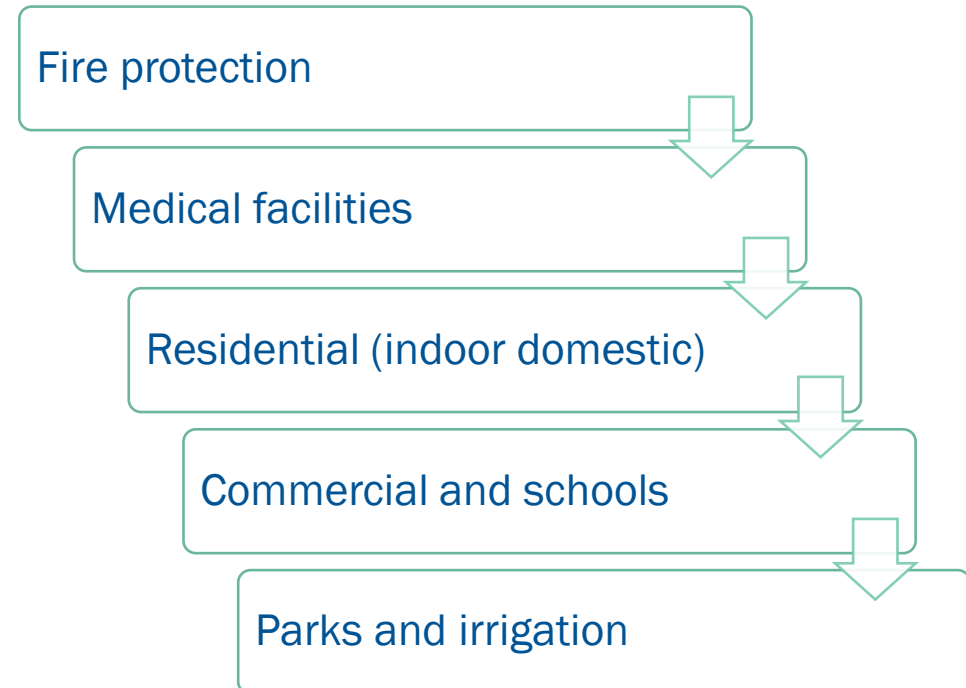 Fire protection
Medical facilities
Residential (indoor domestic)
Commercial and schools
Parks and irrigation